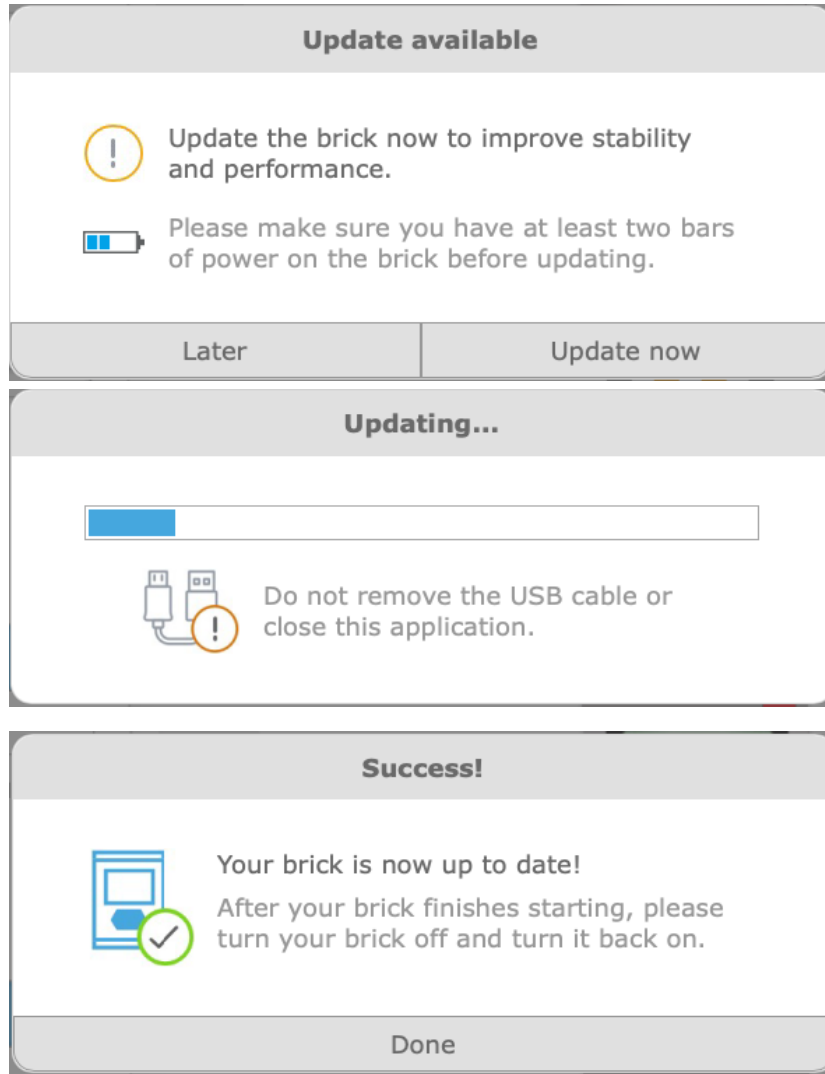 Update available
Update the brick now to improve stability
and performance.
Please make sure you have at least two bars
of power on the brick before updating.
Later
Update now
Updating...
Do not remove the USB cable or
close this application.
Success!
Your brick is now up to date!
After your brick finishes starting, please
turn your brick off and turn it back on.
Done